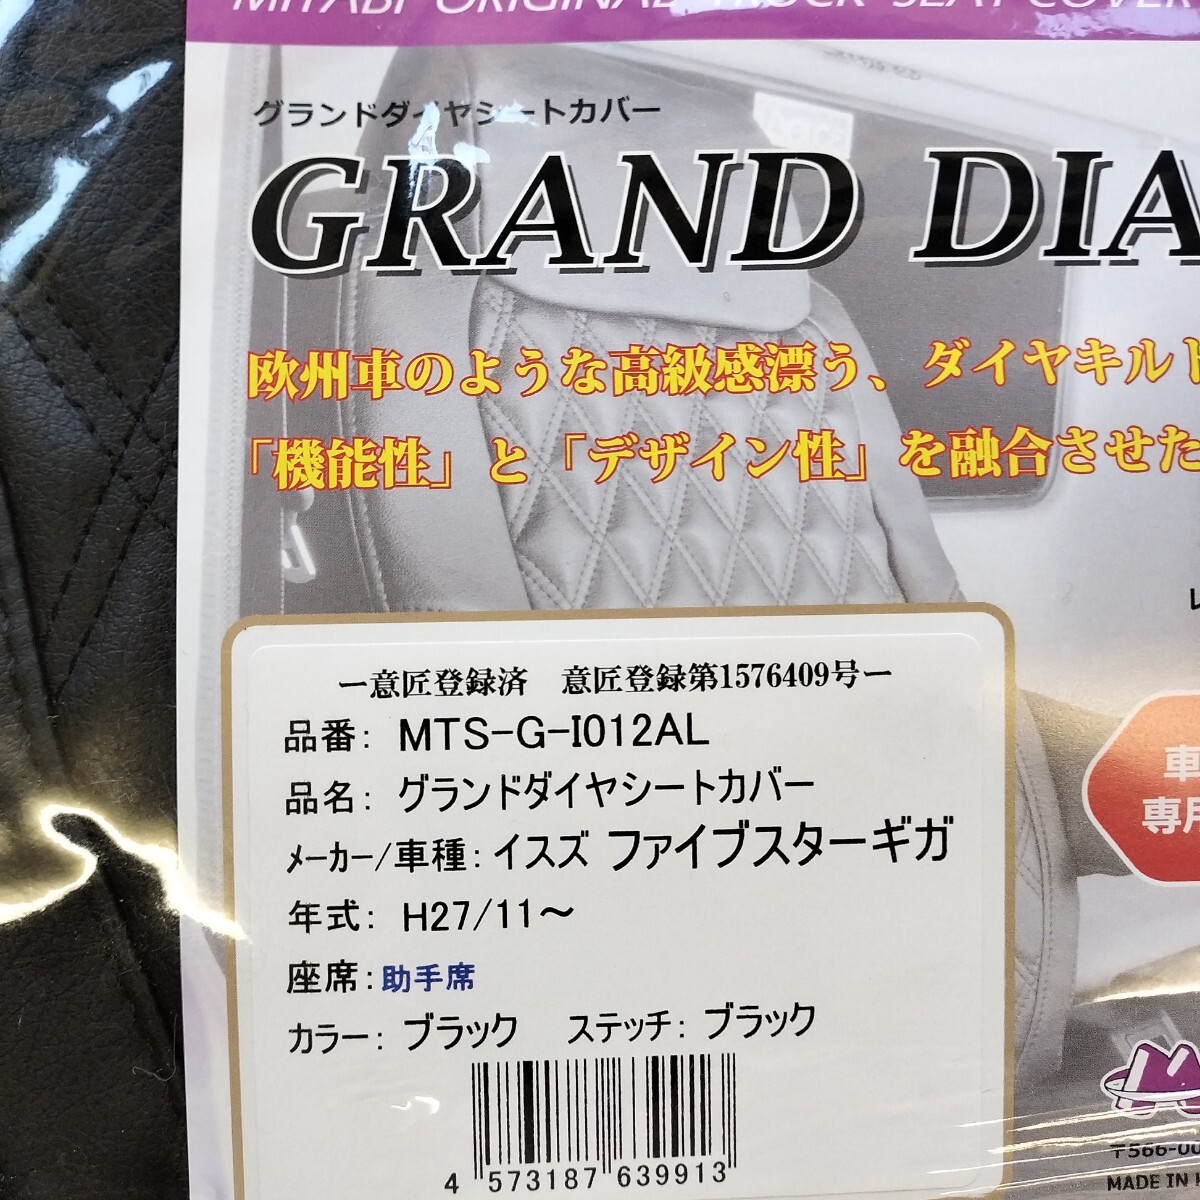 MIYABI ORIGINAL TRUCK SEAT COVER
グランドダイヤシートカバー
GRAND DIA
欧州車のような高級感漂う、ダイヤキルト
「機能性」と「デザイン性」を融合させた
ー意匠登録済　意匠登録第1576409号ー
品番： MTS-G-I012AL
品名： グランドダイヤシートカバー
メーカー/車種： イスズ ファイブスターギガ
年式： H27/11～
座席： 助手席
カラー： ブラック　ステッチ： ブラック
4 573187 639913
車
専用
〒566-00
MADE IN